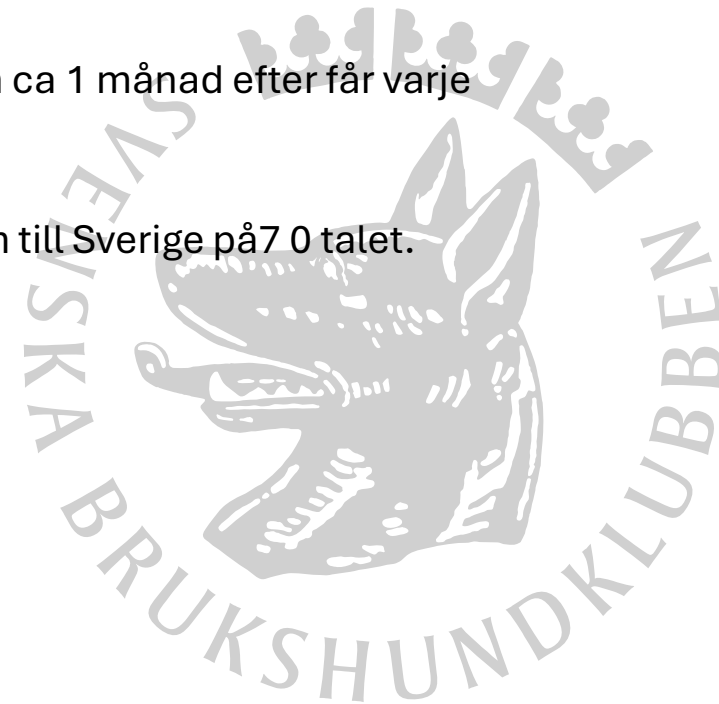 ca 1 månad efter får varje
till Sverige på7 0 talet.
SVENSKA BRUKSHUNDKLUBBEN